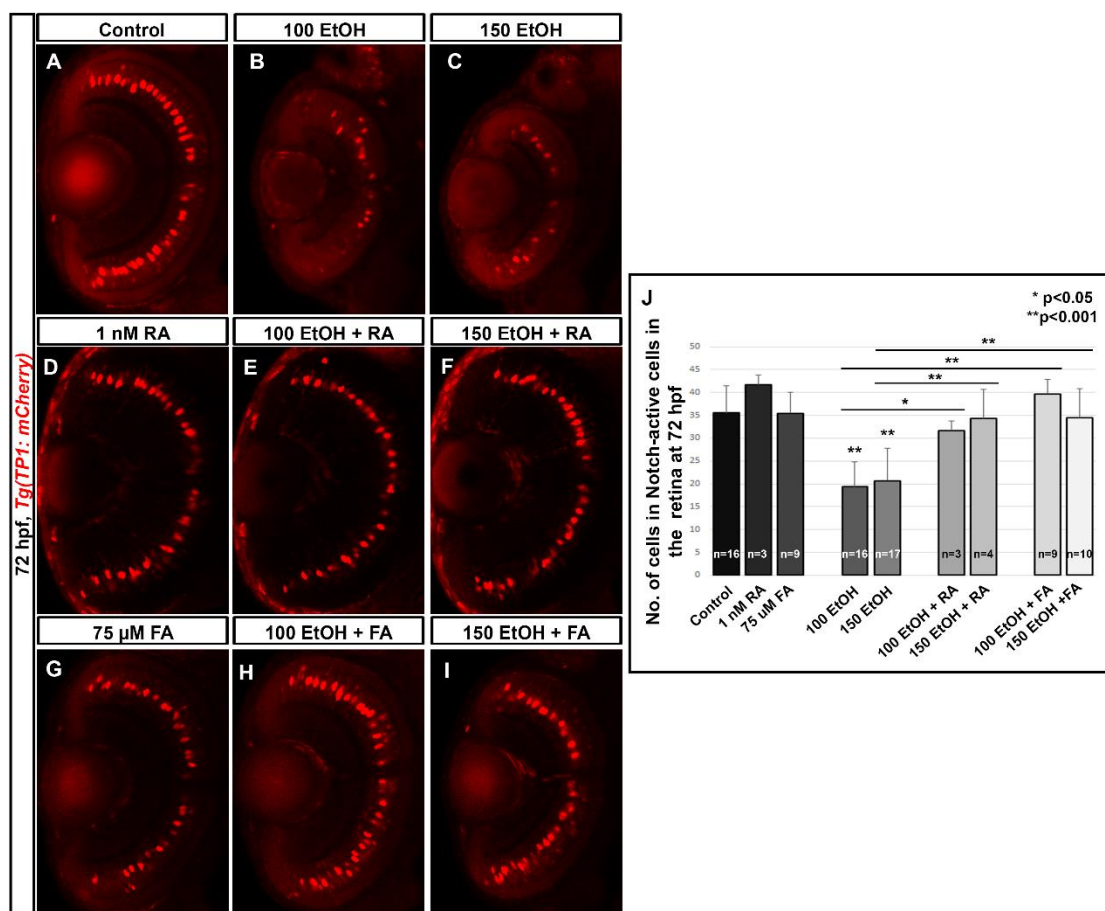 Control
100 EtOH
150 EtOH
A
B
C
72 hpf, Tg(TP1: mCherry)
1 nM RA
100 EtOH + RA
150 EtOH + RA
D
E
F
75 µM FA
100 EtOH + FA
150 EtOH + FA
G
H
I
J
* p<0.05
**p<0.001
No. of cells in Notch-active cells in
the retina at 72 hpf
50
45
40
35
30
25
20
15
10
5
0
**
**
**
*
**
**
n=16
n=3
n=9
n=16
n=17
n=3
n=4
n=9
n=10
Control
1 nM RA
75 uM FA
100 EtOH
150 EtOH
100 EtOH + RA
150 EtOH + RA
100 EtOH + FA
150 EtOH +FA